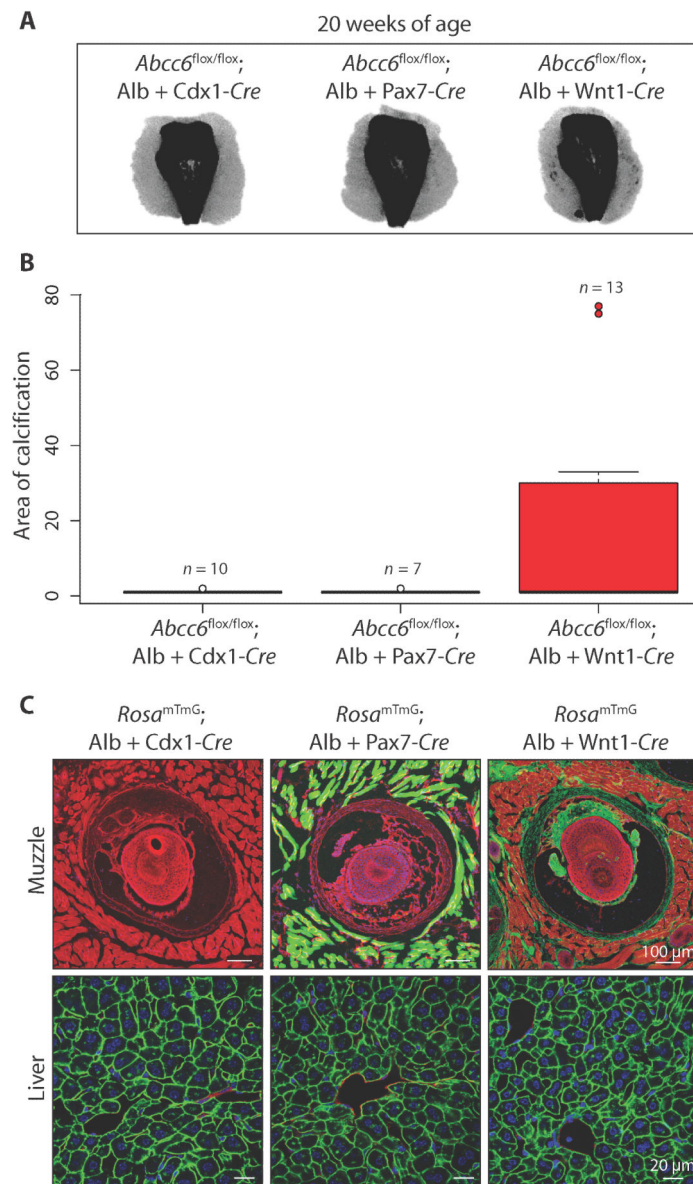 A
20 weeks of age
Abcc6flox/flox; Abcc6flox/flox; Abcc6flox/flox;
Alb + Cdx1-Cre Alb + Pax7-Cre Alb + Wnt1-Cre
B
Area of calcification
80
60
40
20
0
n = 10
n = 7
n = 13
Abcc6flox/flox; Abcc6flox/flox; Abcc6flox/flox;
Alb + Cdx1-Cre Alb + Pax7-Cre Alb + Wnt1-Cre
C
RosamTmG; RosamTmG; RosamTmG
Alb + Cdx1-Cre Alb + Pax7-Cre Alb + Wnt1-Cre
Muzzle
100 µm
Liver
20 µm